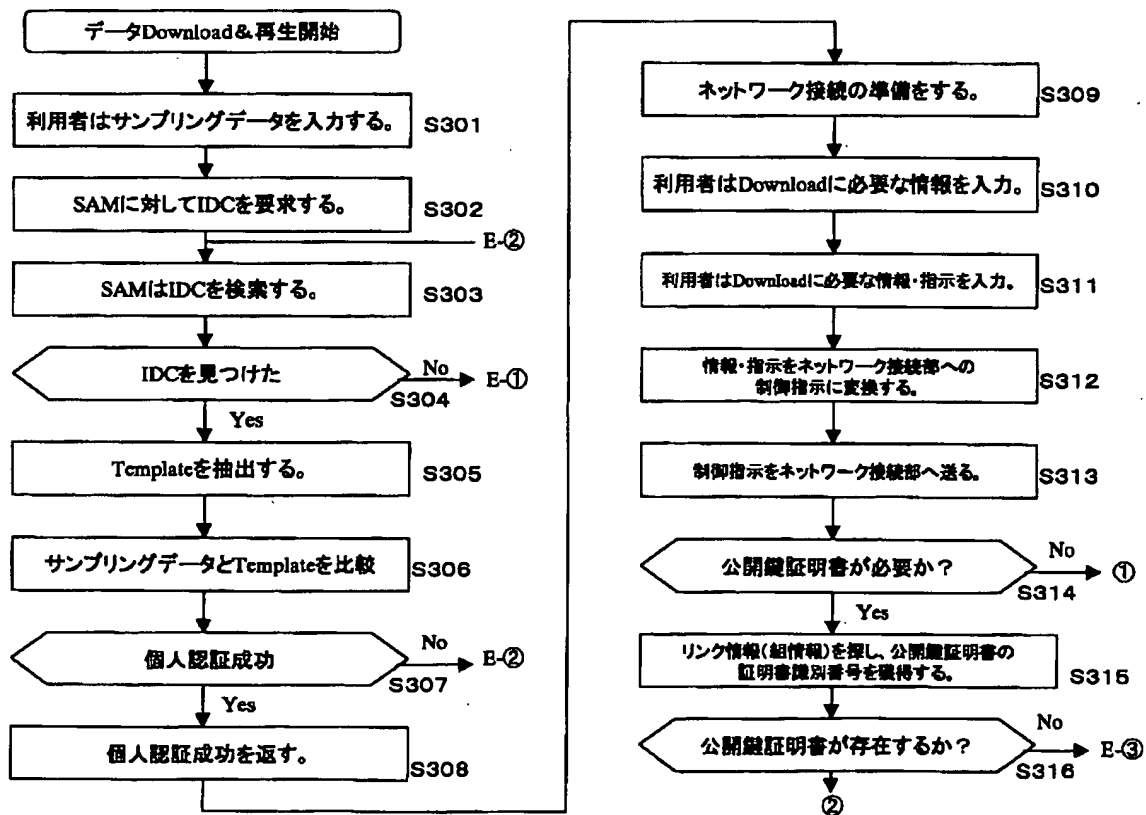 データDownload＆再生開始
利用者はサンプリングデータを入力する。
S301
SAMに対してIDCを要求する。
S302
E-②
SAMはIDCを検索する。
S303
IDCを見つけた
No
E-①
S304
Yes
Templateを抽出する。
S305
サンプリングデータとTemplateを比較
S306
個人認証成功
No
E-②
S307
Yes
個人認証成功を返す。
S308
ネットワーク接続の準備をする。
S309
利用者はDownloadに必要な情報を入力。
S310
利用者はDownloadに必要な情報・指示を入力。
S311
情報・指示をネットワーク接続部への
制御指示に変換する。
S312
制御指示をネットワーク接続部へ送る。
S313
公開鍵証明書が必要か？
No
①
S314
Yes
リンク情報（組情報）を探し、公開鍵証明書の
証明書識別番号を獲得する。
S315
公開鍵証明書が存在するか？
No
E-③
S316
②